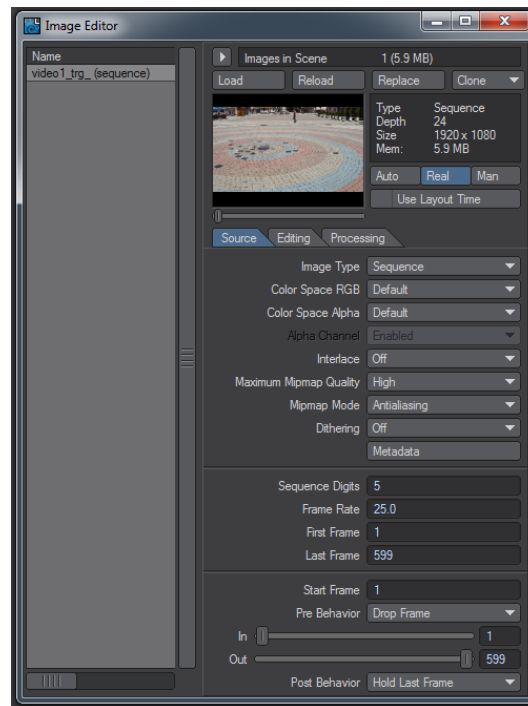 Image Editor
Name
video1_trg_ (sequence)
Images in Scene 1 (5.9 MB)
Load Reload Replace Clone
Type Sequence
Depth 24
Size 1920 x 1080
Mem: 5.9 MB
Auto Real Man
Use Layout Time
Source Editing Processing
Image Type Sequence
Color Space RGB Default
Color Space Alpha Default
Alpha Channel Enabled
Interlace Off
Maximum Mipmap Quality High
Mipmap Mode Antialiasing
Dithering Off
Metadata
Sequence Digits 5
Frame Rate 25.0
First Frame 1
Last Frame 599
Start Frame 1
Pre Behavior Drop Frame
In 1
Out 599
Post Behavior Hold Last Frame